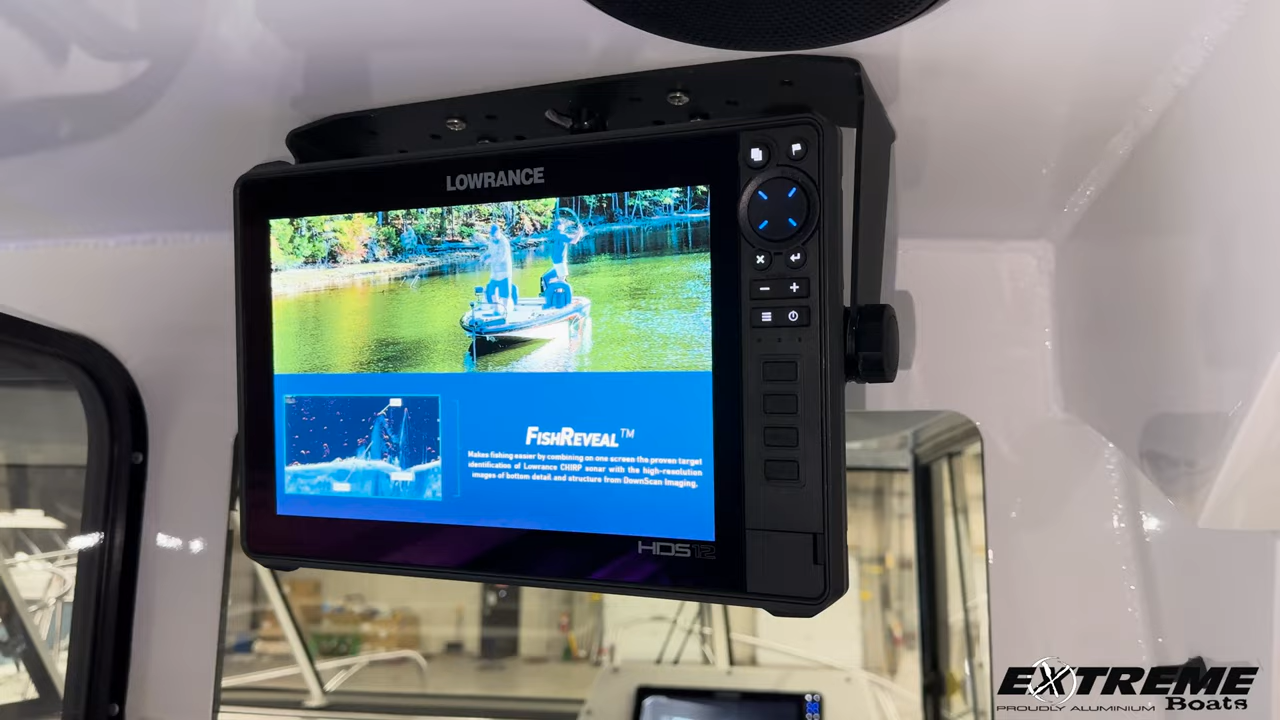 LOWRANCE
FISHREVEAL™
Makes fishing easier by combining on one screen the proven target
identification of Lowrance CHIRP sonar with the high-resolution
images of bottom detail and structure from DownScan Imaging.
HDS12
EXTREME
PROUDLY ALUMINIUM Boats